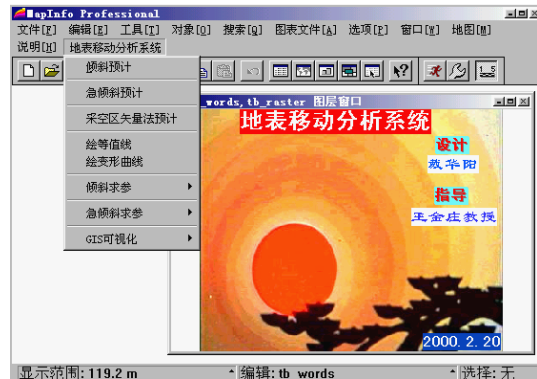 MapInfo Professional
文件[F] 编辑[E] 工具[T] 对象[O] 搜索[Q] 图表文件[A] 选项[P] 窗口[W] 地图[M]
说明[H] 地表移动分析系统
倾斜预计
急倾斜预计
采空区矢量法预计
绘等值线
绘变形曲线
倾斜求参
急倾斜求参
GIS可视化
words,tb_raster 图层窗口
地表移动分析系统
设计
戴华阳
指导
王金庄教授
2000. 2. 20
显示范围: 119.2 m 编辑: tb_words 选择: 无